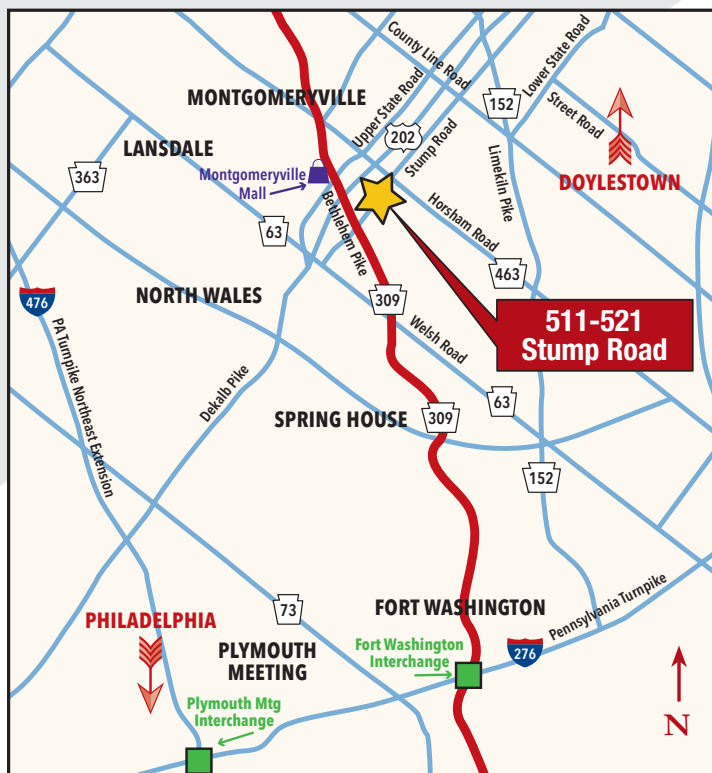 County Line Road
Lower State Road
MONTGOMERYVILLE
Upper State Road
152
Street Road
202
Stump Road
LANSDALE
363
Montgomeryville
Mall
Limekiln Pike
DOYLESTOWN
Bethlehem Pike
63
Horsham Road
463
NORTH WALES
476
309
511-521
Stump Road
Welsh Road
PA Turnpike Northeast Extension
Dekalb Pike
SPRING HOUSE
309
63
152
73
FORT WASHINGTON
Pennsylvania Turnpike
PHILADELPHIA
PLYMOUTH
MEETING
Fort Washington
Interchange
276
Plymouth Mtg
Interchange
N